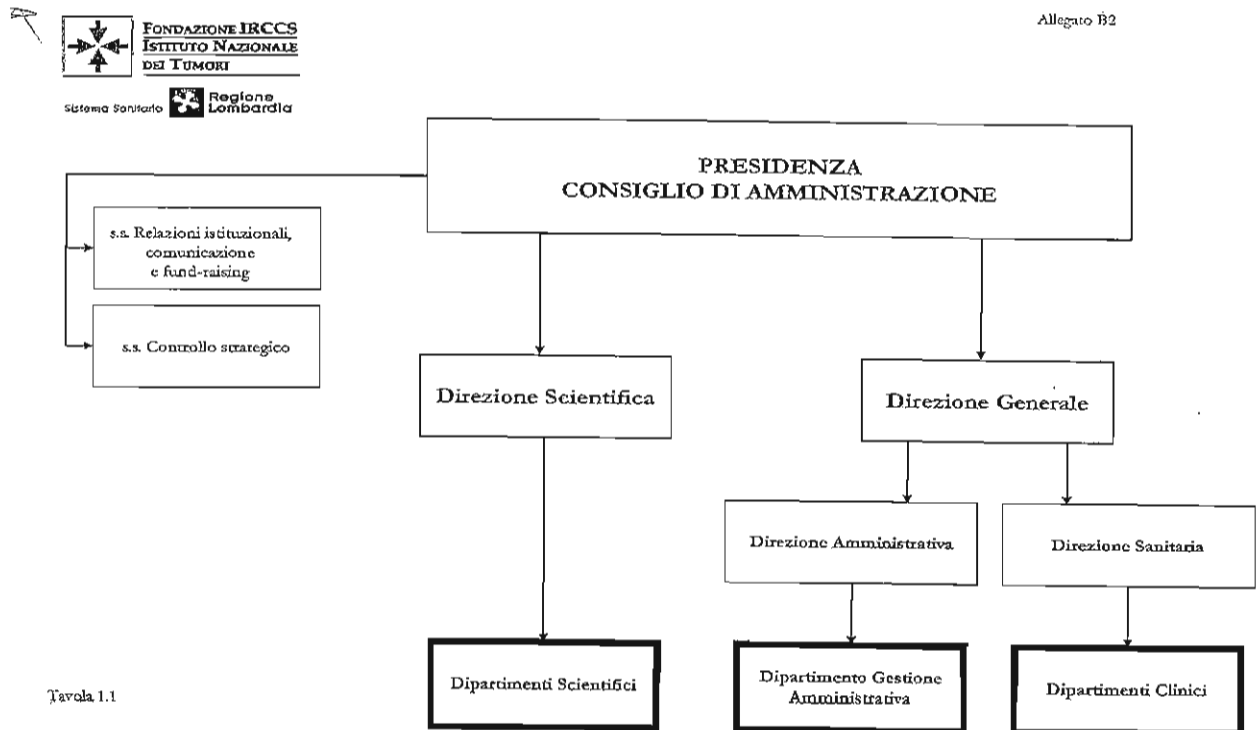 Allegato B2
FONDAZIONE IRCCS
ISTITUTO NAZIONALE
DEI TUMORI
Sistema Sanitario Regione
Lombardia
PRESIDENZA
CONSIGLIO DI AMMINISTRAZIONE
s.s. Relazioni istituzionali,
comunicazione
e fund-raising
s.s. Controllo strategico
Direzione Scientifica
Direzione Generale
Direzione Amministrativa
Direzione Sanitaria
Dipartimenti Scientifici
Dipartimento Gestione
Amministrativa
Dipartimenti Clinici
Tavola 1.1